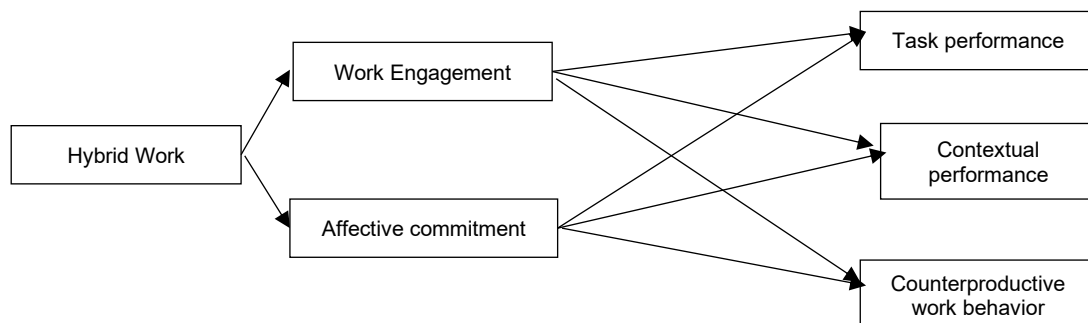 Task performance
Work Engagement
Hybrid Work
Contextual
performance
Affective commitment
Counterproductive
work behavior